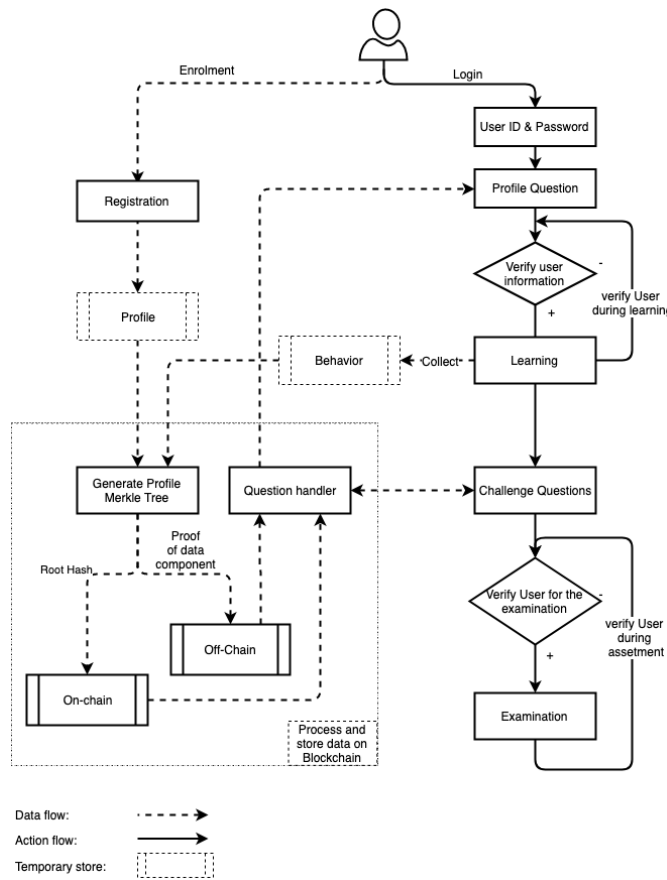 Enrolment
Login
User ID & Password
Registration
Profile Question
Verify user
information
-
+
verify User
during learning
Profile
Behavior
Collect
Learning
Generate Profile
Merkle Tree
Question handler
Challenge Questions
Proof
of data
component
Root Hash
Off-Chain
On-chain
Verify User for the
examination
-
+
verify User
during
assetment
Examination
Process and
store data on
Blockchain
Data flow:
Action flow:
Temporary store: